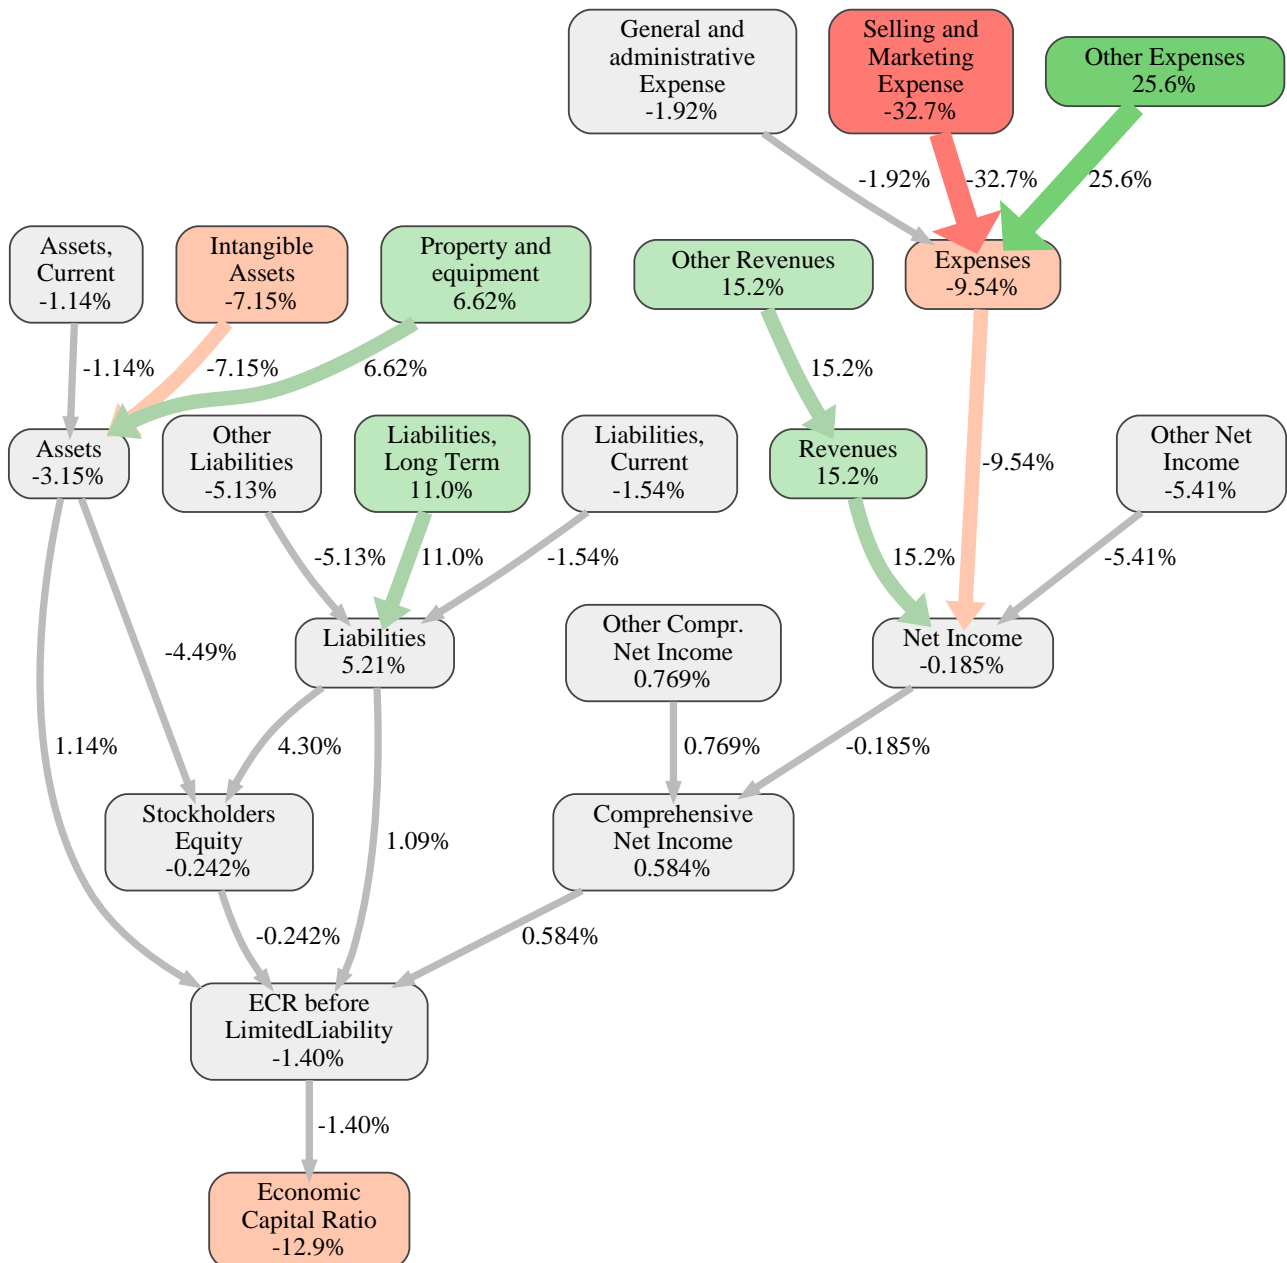 General and
administrative
Expense
-1.92%
Selling and
Marketing
Expense
-32.7%
Other Expenses
25.6%
-1.92%
-32.7%
25.6%
Assets,
Current
-1.14%
Intangible
Assets
-7.15%
Property and
equipment
6.62%
Other Revenues
15.2%
Expenses
-9.54%
-1.14%
-7.15%
6.62%
15.2%
Assets
-3.15%
Other
Liabilities
-5.13%
Liabilities,
Long Term
11.0%
Liabilities,
Current
-1.54%
Revenues
15.2%
-9.54%
Other Net
Income
-5.41%
-5.13%
11.0%
-1.54%
15.2%
-5.41%
-4.49%
Liabilities
5.21%
Other Compr.
Net Income
0.769%
Net Income
-0.185%
1.14%
4.30%
0.769%
-0.185%
Stockholders
Equity
-0.242%
1.09%
Comprehensive
Net Income
0.584%
-0.242%
0.584%
ECR before
LimitedLiability
-1.40%
-1.40%
Economic
Capital Ratio
-12.9%